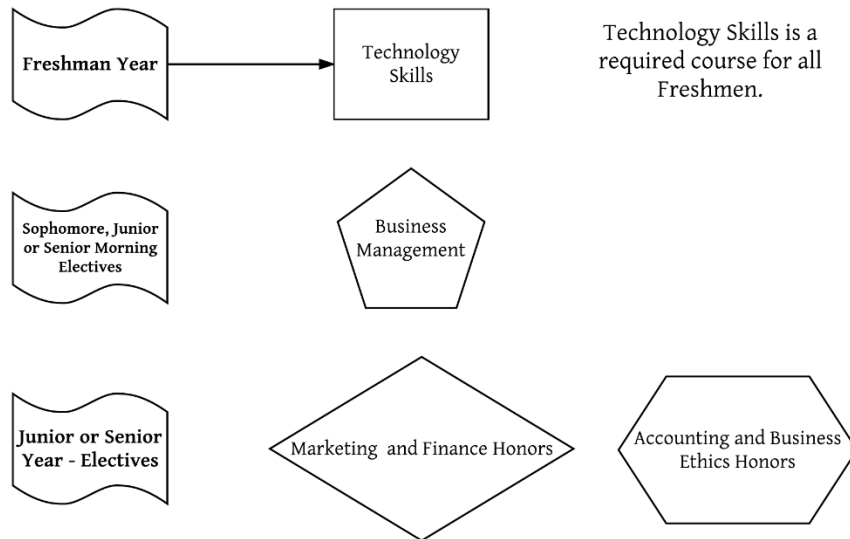 Freshman Year
Technology
Skills
Technology Skills is a
required course for all
Freshmen.
Sophomore, Junior
or Senior Morning
Electives
Business
Management
Junior or Senior
Year - Electives
Marketing and Finance Honors
Accounting and Business
Ethics Honors